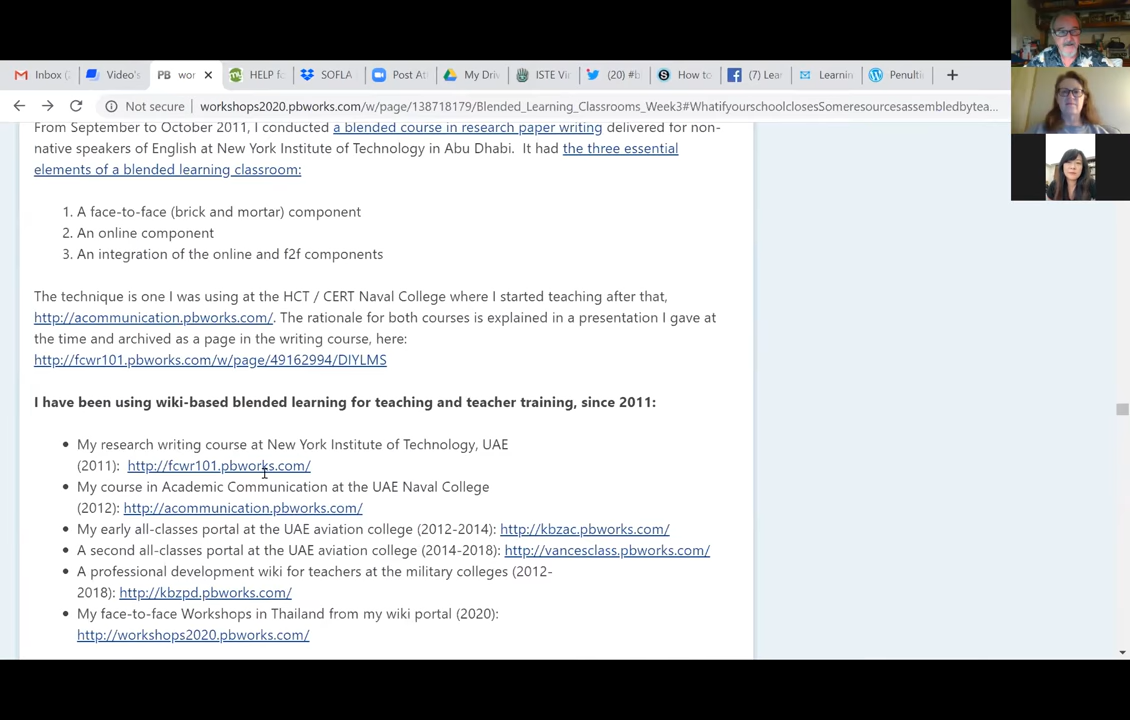 Inbox (2
Video's
PB wor
HELP fo
SOFLA
Post At
My Driv
ISTE Vi
(20) #b
How to
(7) Lea
Learnin
Penulti
Not secure
workshops2020.pbworks.com/w/page/138718179/Blended_Learning_Classrooms_Week3#WhatifyourschoolclosesSomeresourcesassembledbytea...
From September to October 2011, I conducted a blended course in research paper writing delivered for non-
native speakers of English at New York Institute of Technology in Abu Dhabi. It had the three essential
elements of a blended learning classroom:
1. A face-to-face (brick and mortar) component
2. An online component
3. An integration of the online and f2f components
The technique is one I was using at the HCT / CERT Naval College where I started teaching after that,
http://acommunication.pbworks.com/. The rationale for both courses is explained in a presentation I gave at
the time and archived as a page in the writing course, here:
http://fcwr101.pbworks.com/w/page/49162994/DIYLMS
I have been using wiki-based blended learning for teaching and teacher training, since 2011:
• My research writing course at New York Institute of Technology, UAE
(2011): http://fcwr101.pbworks.com/
• My course in Academic Communication at the UAE Naval College
(2012): http://acommunication.pbworks.com/
• My early all-classes portal at the UAE aviation college (2012-2014): http://kbzac.pbworks.com/
• A second all-classes portal at the UAE aviation college (2014-2018): http://vancesclass.pbworks.com/
• A professional development wiki for teachers at the military colleges (2012-
2018): http://kbzpd.pbworks.com/
• My face-to-face Workshops in Thailand from my wiki portal (2020):
http://workshops2020.pbworks.com/